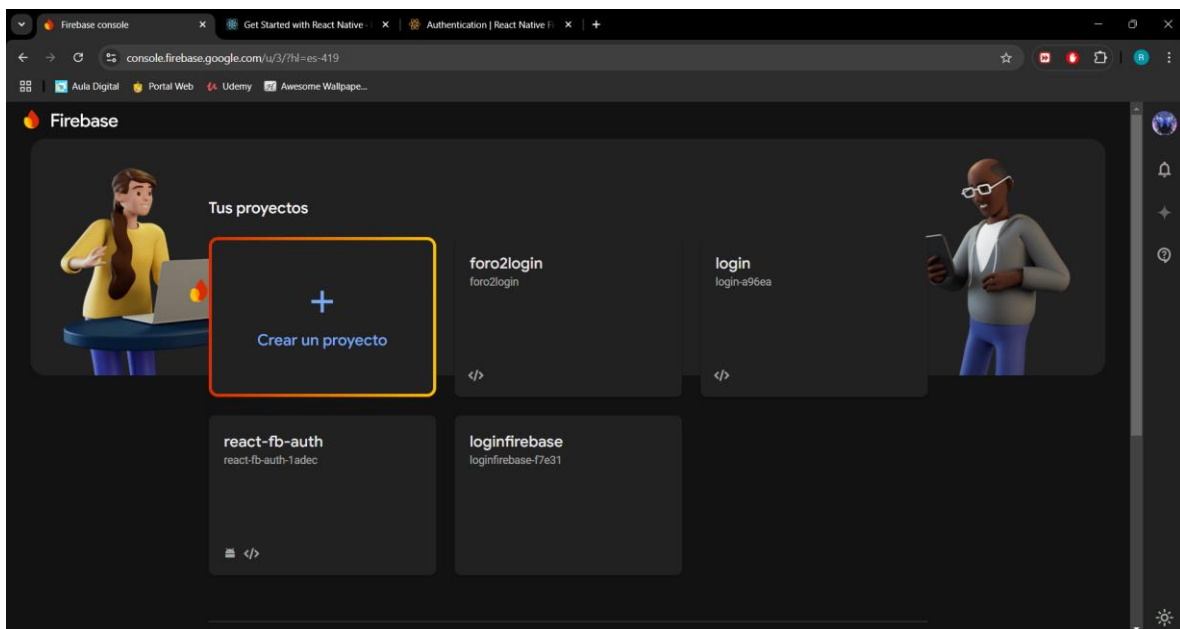 Firebase console
Get Started with React Native -
Authentication | React Native Fi
console.firebase.google.com/u/3/?hl=es-419
R
Aula Digital
Portal Web
Udemy
Awesome Wallpape...
Firebase
Tus proyectos
Crear un proyecto
foro2login
foro2login
login
login-a96ea
react-fb-auth
react-fb-auth-1adec
loginfirebase
loginfirebase-f7e31